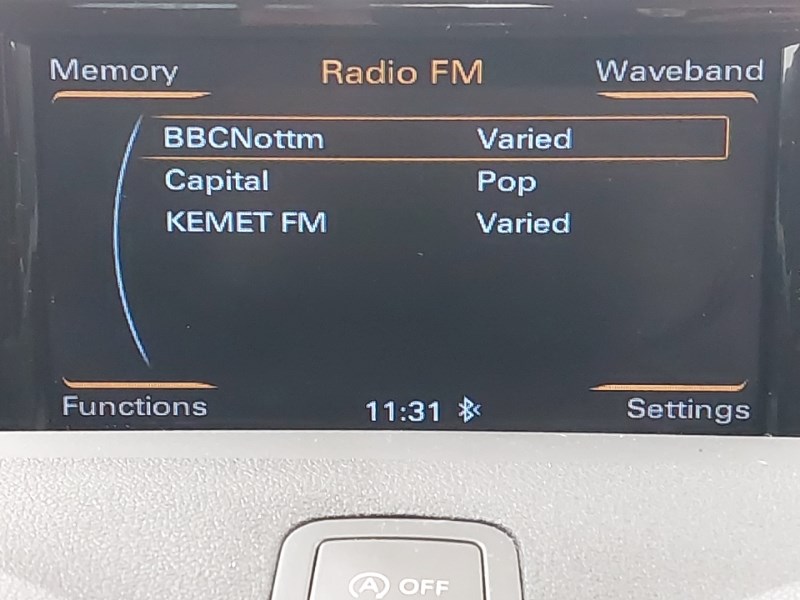 Memory Radio FM Waveband
BBCNottm Varied
Capital Pop
KEMET FM Varied
Functions 11:31 Settings
A OFF